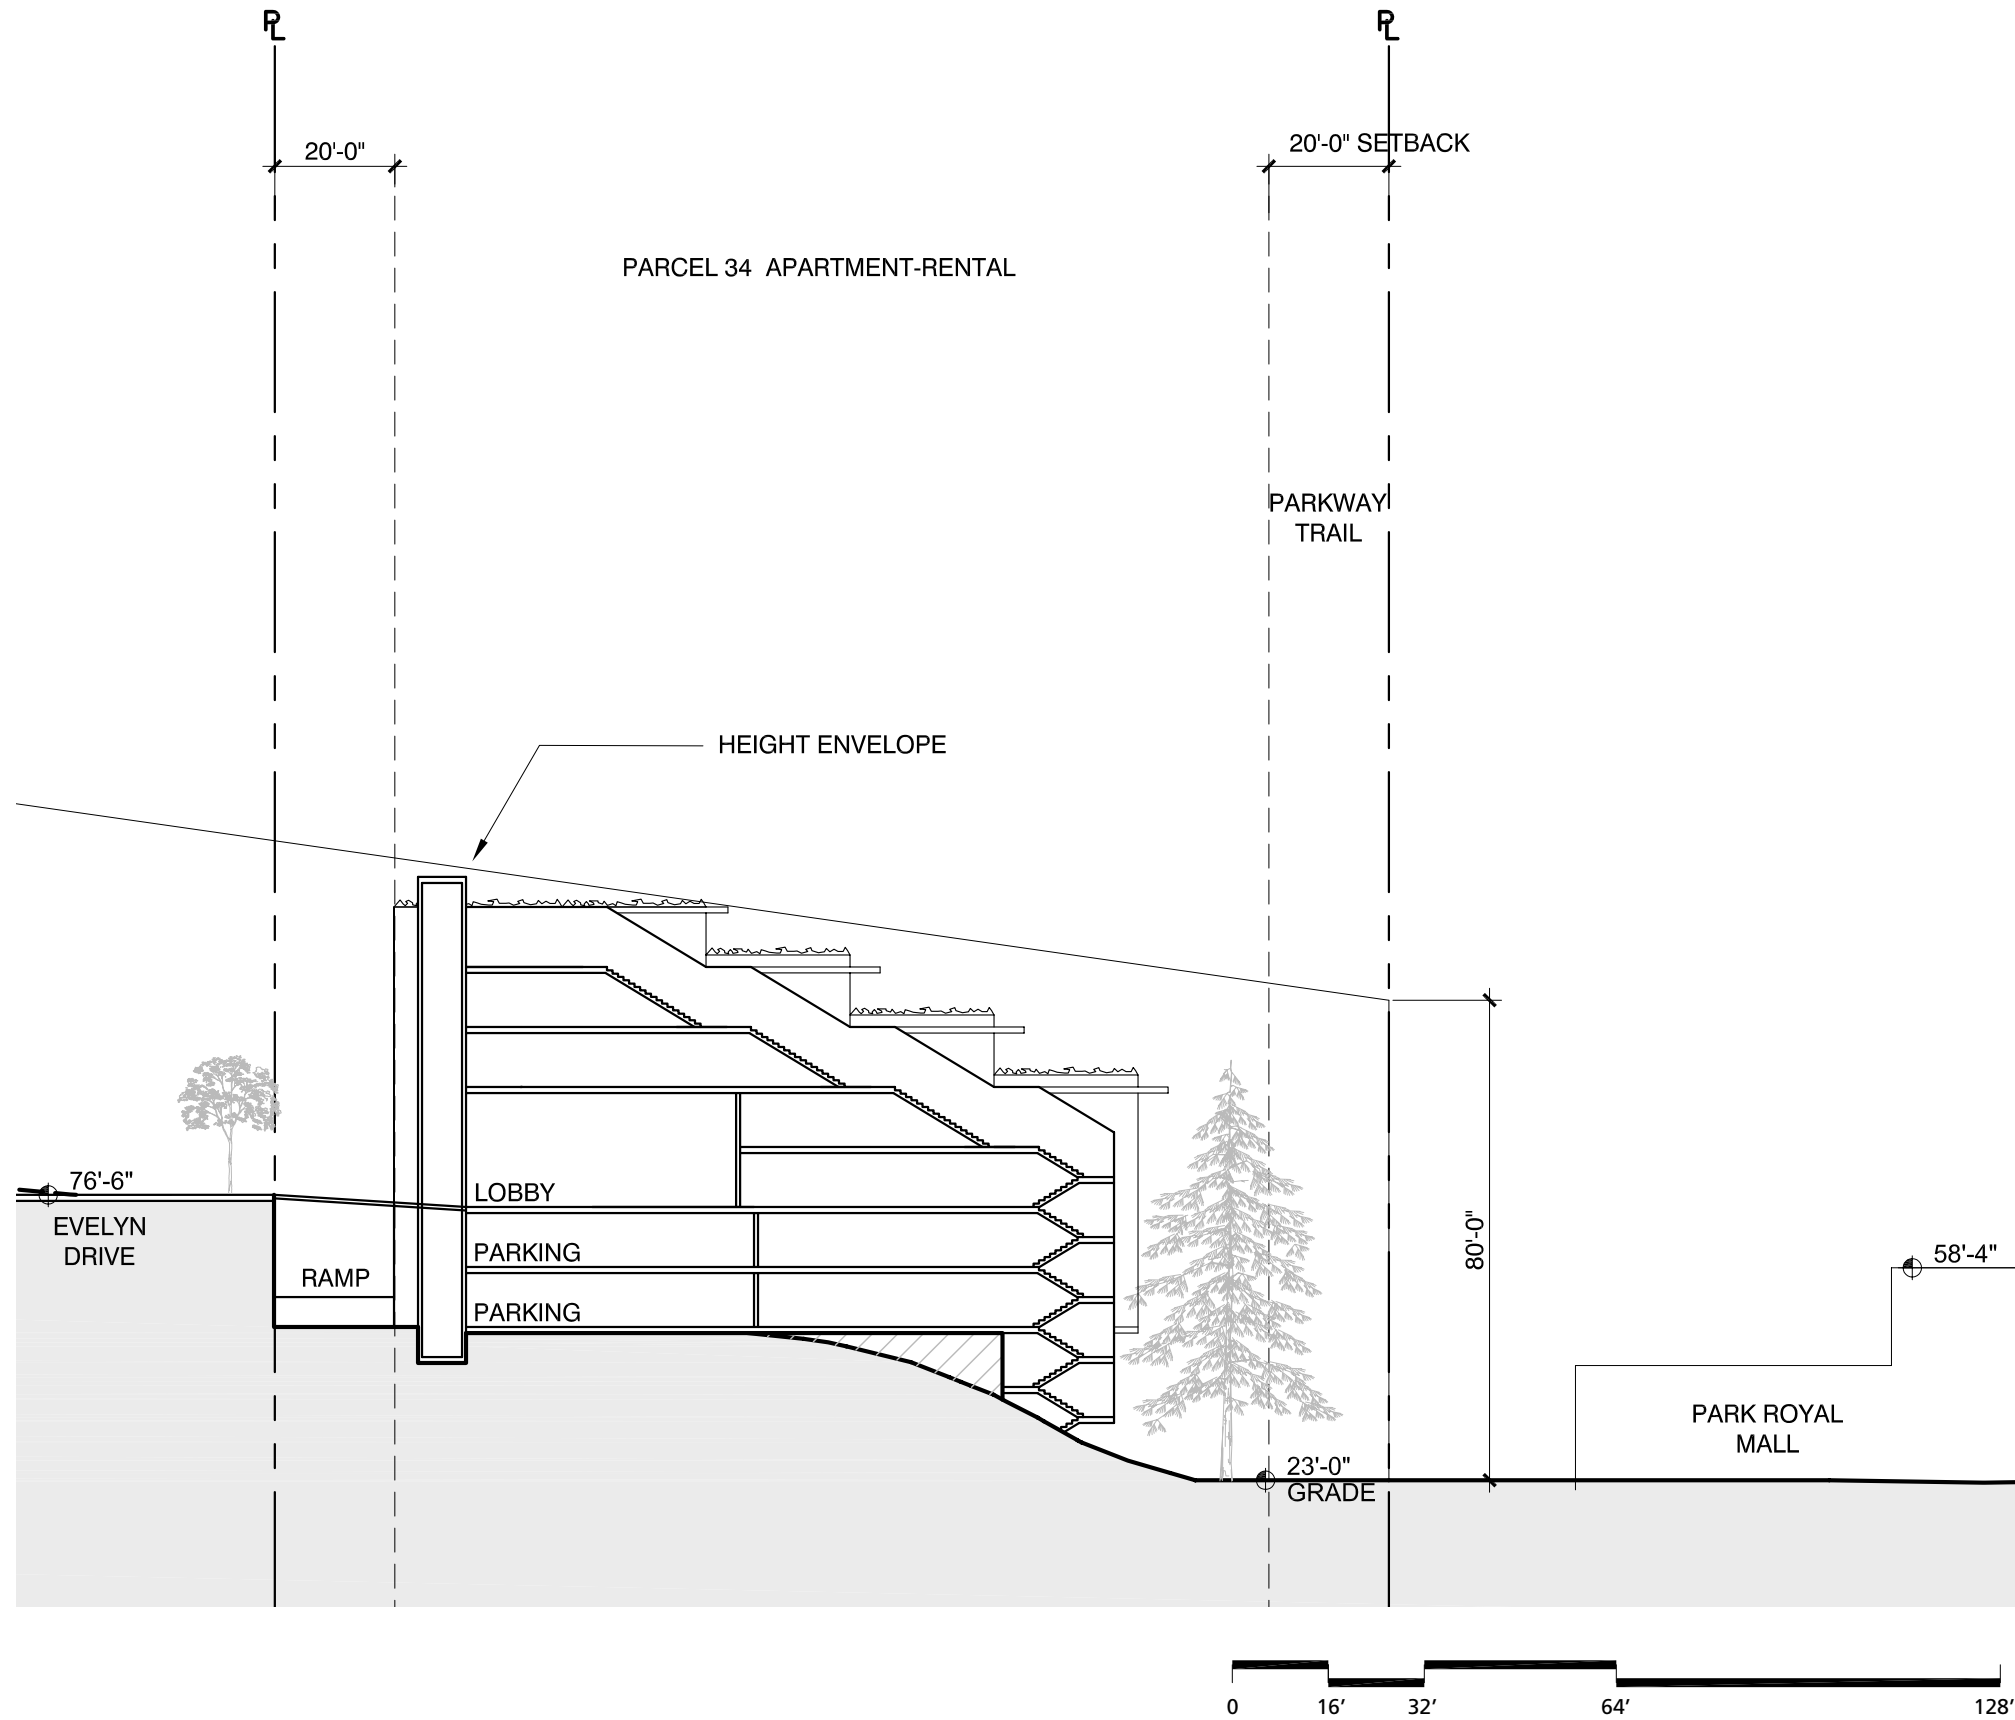 PL
PL
20'-0"
20'-0" SETBACK
PARCEL 34  APARTMENT-RENTAL
PARKWAY
TRAIL
HEIGHT ENVELOPE
76'-6"
EVELYN
DRIVE
LOBBY
PARKING
RAMP
PARKING
80'-0"
58'-4"
PARK ROYAL
MALL
23'-0"
GRADE
0 16’ 32’ 64’ 128’